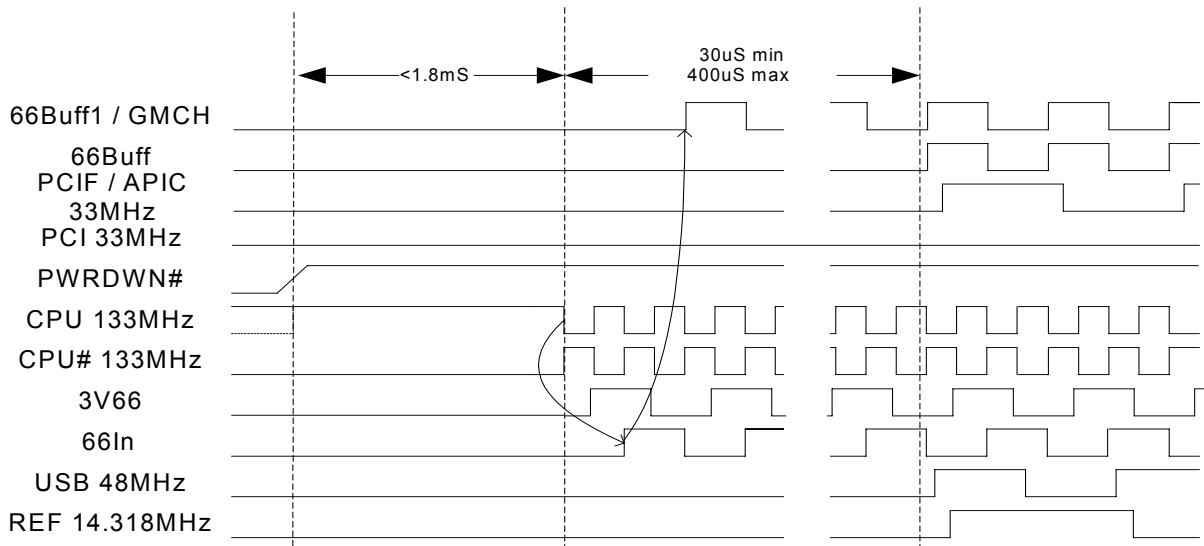 30uS min
<1.8mS
400uS max
66Buff1 / GMCH
66Buff
PCIF / APIC
33MHz
PCI 33MHz
PWRDWN#
CPU 133MHz
CPU# 133MHz
3V66
66In
USB 48MHz
REF 14.318MHz